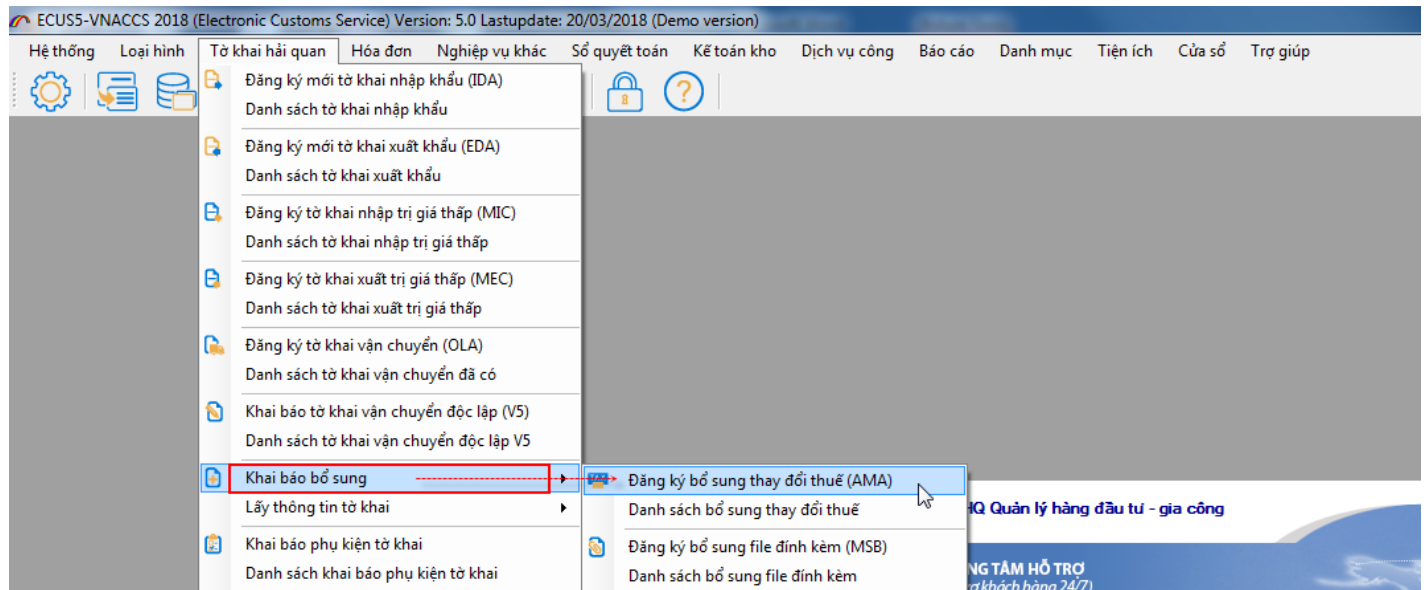 ECUS5-VNACCS 2018 (Electronic Customs Service) Version: 5.0 Lastupdate: 20/03/2018 (Demo version)
Hệ thống Loại hình Tờ khai hải quan Hóa đơn Nghiệp vụ khác Sổ quyết toán Kế toán kho Dịch vụ công Báo cáo Danh mục Tiện ích Cửa sổ Trợ giúp
Đăng ký mới tờ khai nhập khẩu (IDA)
Danh sách tờ khai nhập khẩu
Đăng ký mới tờ khai xuất khẩu (EDA)
Danh sách tờ khai xuất khẩu
Đăng ký tờ khai nhập trị giá thấp (MIC)
Danh sách tờ khai nhập trị giá thấp
Đăng ký tờ khai xuất trị giá thấp (MEC)
Danh sách tờ khai xuất trị giá thấp
Đăng ký tờ khai vận chuyển (OLA)
Danh sách tờ khai vận chuyển đã có
Khai báo tờ khai vận chuyển độc lập (V5)
Danh sách tờ khai vận chuyển độc lập V5
Khai báo bổ sung
Lấy thông tin tờ khai
Khai báo phụ kiện tờ khai
Danh sách khai báo phụ kiện tờ khai
Đăng ký bổ sung thay đổi thuế (AMA)
Danh sách bổ sung thay đổi thuế
Đăng ký bổ sung file đính kèm (MSB)
Danh sách bổ sung file đính kèm
HQ Quản lý hàng đầu tư - gia công
NG TÂM HỖ TRỢ
khách hàng 24/7)